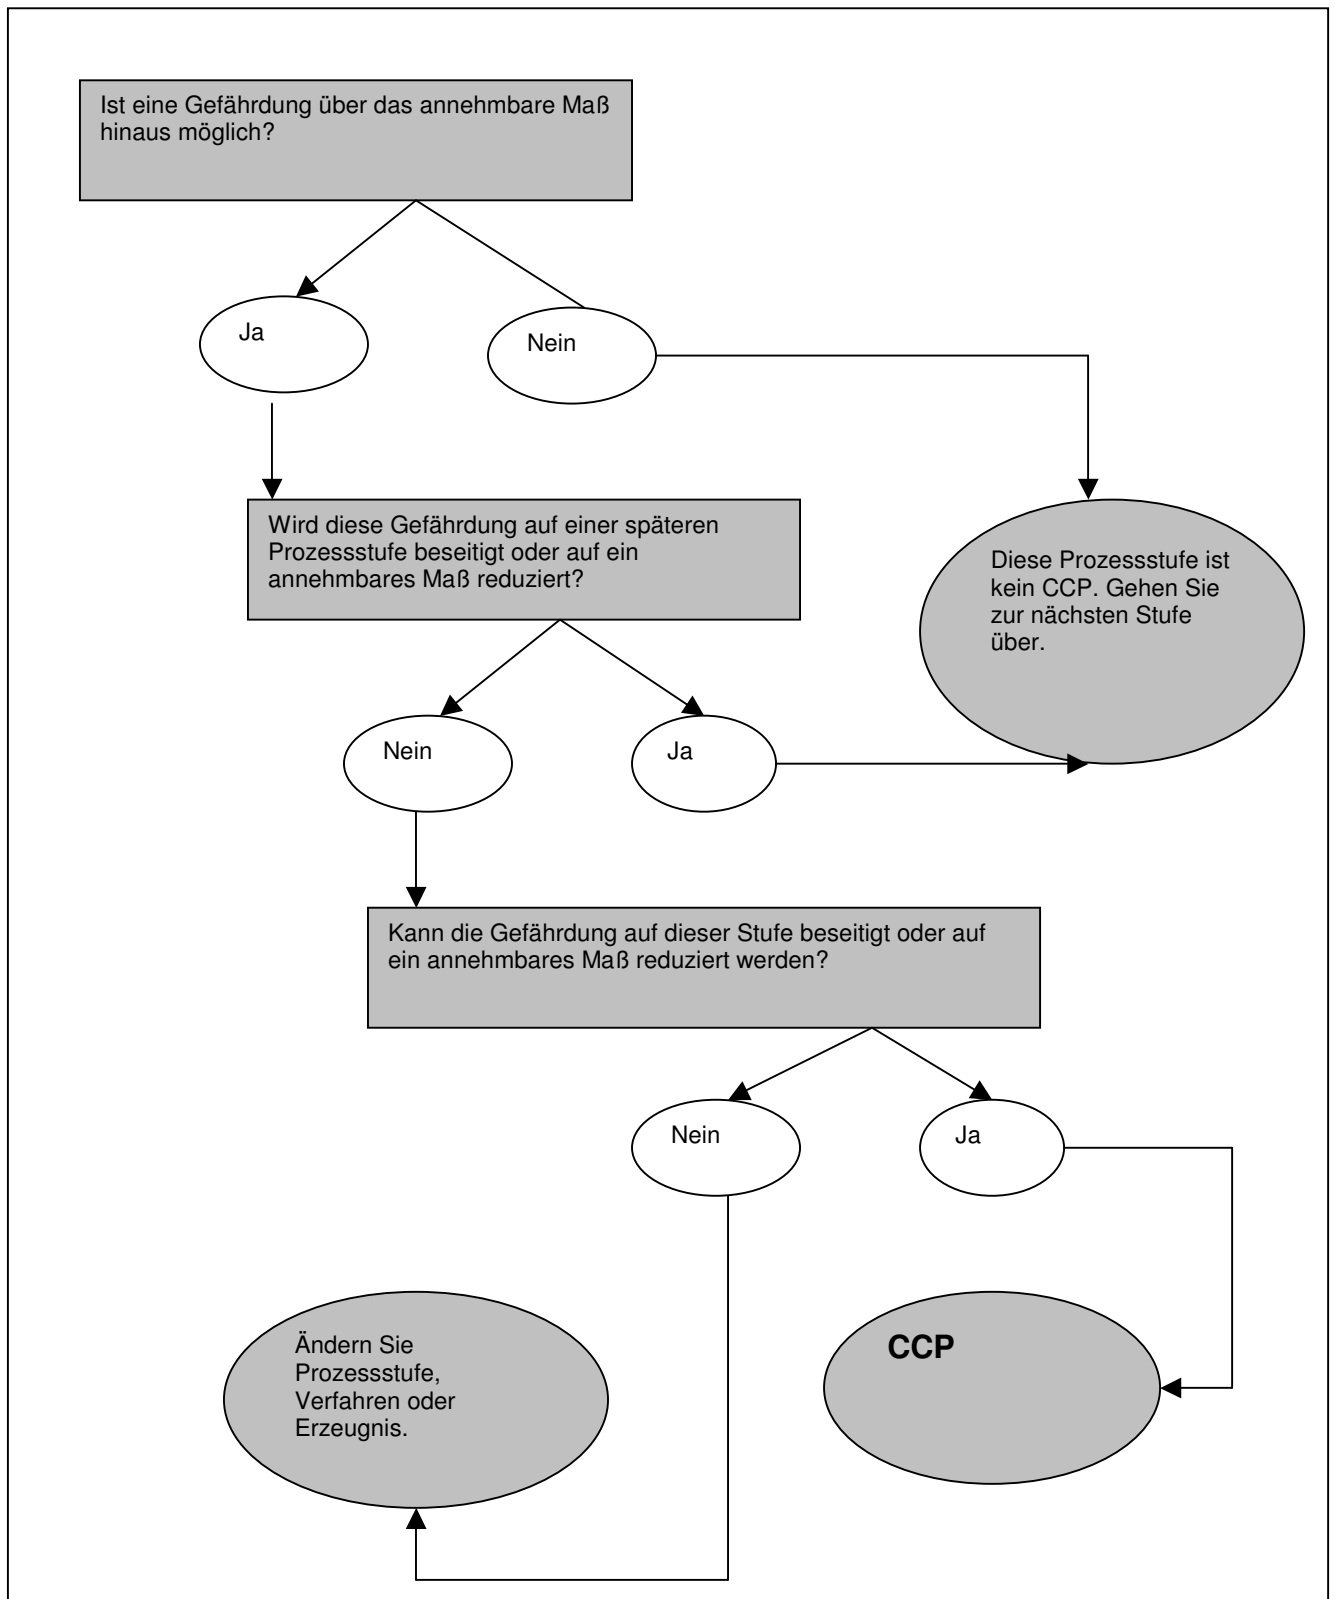 Ist eine Gefährdung über das annehmbare Maß
hinaus möglich?
Ja
Nein
Wird diese Gefährdung auf einer späteren
Prozessstufe beseitigt oder auf ein
annehmbares Maß reduziert?
Diese Prozessstufe ist
kein CCP. Gehen Sie
zur nächsten Stufe
über.
Nein
Ja
Kann die Gefährdung auf dieser Stufe beseitigt oder auf
ein annehmbares Maß reduziert werden?
Nein
Ja
Ändern Sie
Prozessstufe,
Verfahren oder
Erzeugnis.
CCP